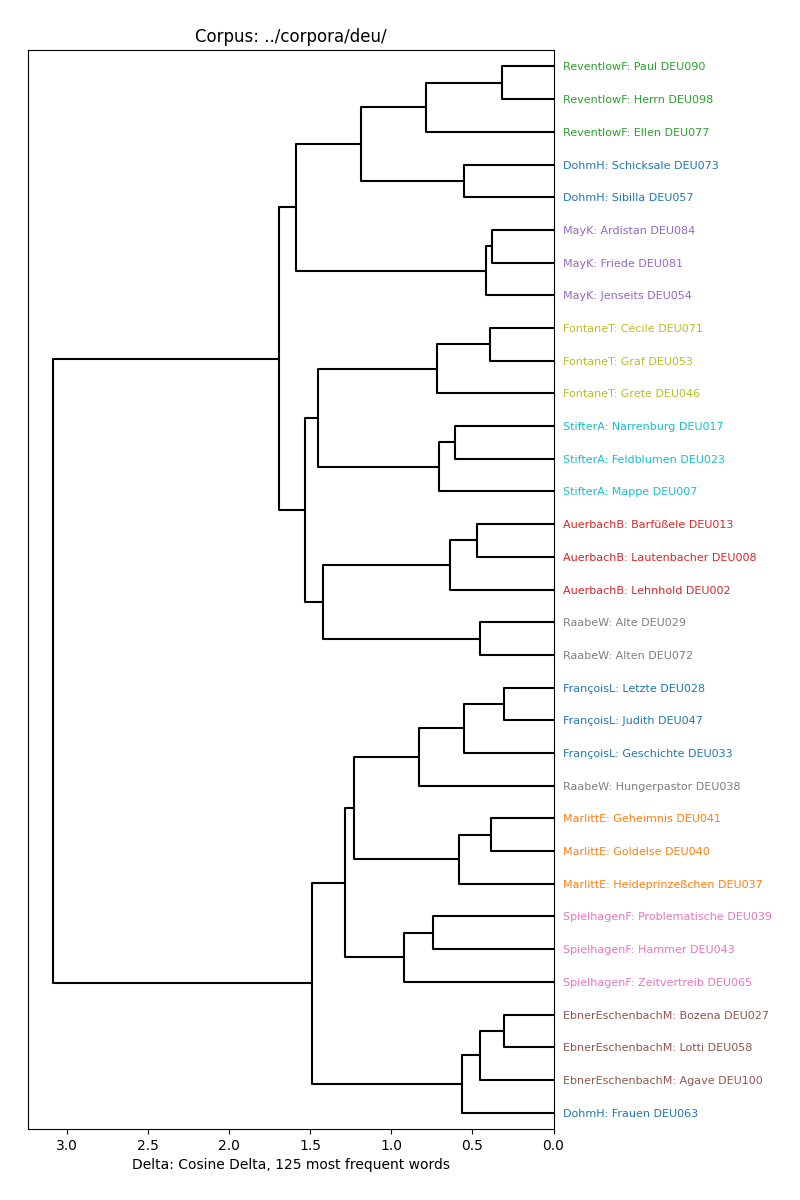 Corpus: ../corpora/deu/
ReventlowF: Paul DEU090
ReventlowF: Herrn DEU098
ReventlowF: Ellen DEU077
DohmH: Schicksale DEU073
DohmH: Sibilla DEU057
MayK: Ardistan DEU084
MayK: Friede DEU081
MayK: Jenseits DEU054
FontaneT: Cécile DEU071
FontaneT: Graf DEU053
FontaneT: Grete DEU046
StifterA: Narrenburg DEU017
StifterA: Feldblumen DEU023
StifterA: Mappe DEU007
AuerbachB: Barfüßele DEU013
AuerbachB: Lautenbacher DEU008
AuerbachB: Lehnhold DEU002
RaabeW: Alte DEU029
RaabeW: Alten DEU072
FrançoisL: Letzte DEU028
FrançoisL: Judith DEU047
FrançoisL: Geschichte DEU033
RaabeW: Hungerpastor DEU038
MarlittE: Geheimnis DEU041
MarlittE: Goldelse DEU040
MarlittE: Heideprinzeßchen DEU037
SpielhagenF: Problematische DEU039
SpielhagenF: Hammer DEU043
SpielhagenF: Zeitvertreib DEU065
EbnerEschenbachM: Bozena DEU027
EbnerEschenbachM: Lotti DEU058
EbnerEschenbachM: Agave DEU100
DohmH: Frauen DEU063
3.0 2.5 2.0 1.5 1.0 0.5 0.0
Delta: Cosine Delta, 125 most frequent words